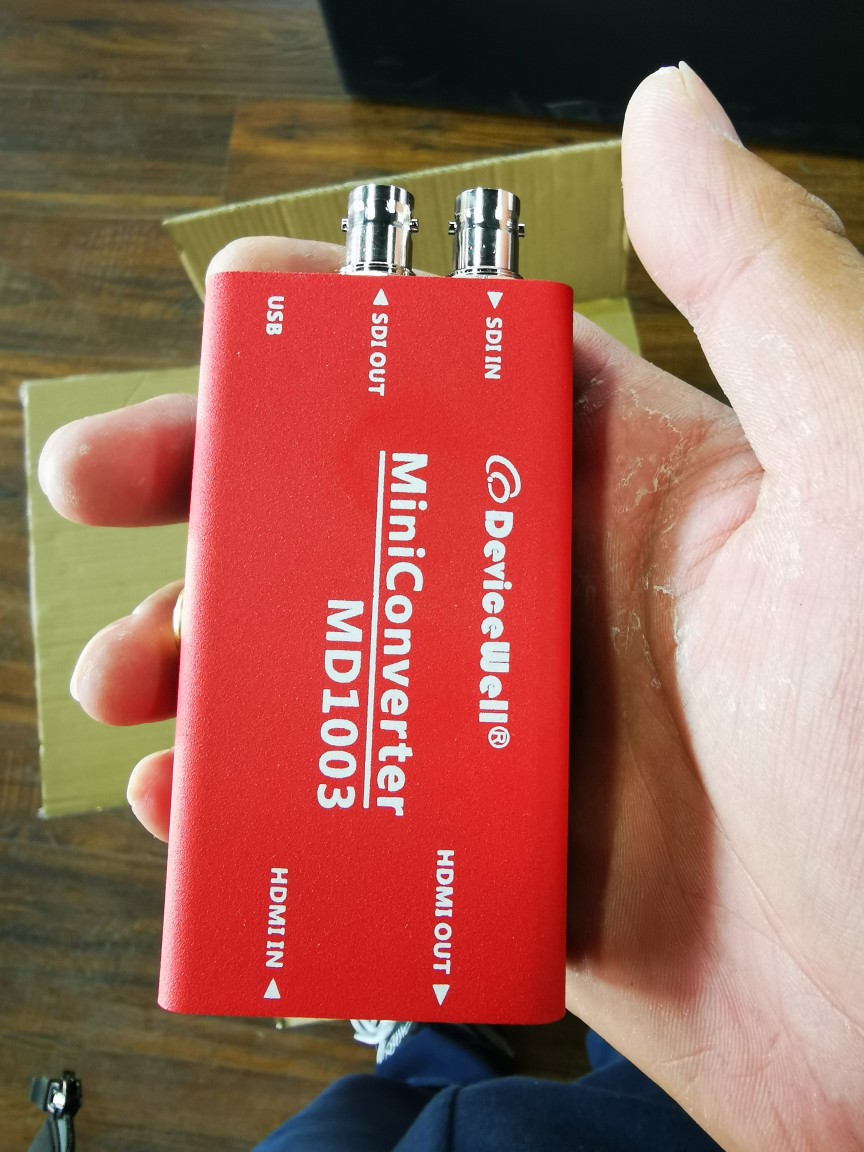 DeviceWell®
MiniConverter
MD1003
SDI IN
SDI OUT
USB
HDMI OUT
HDMI IN